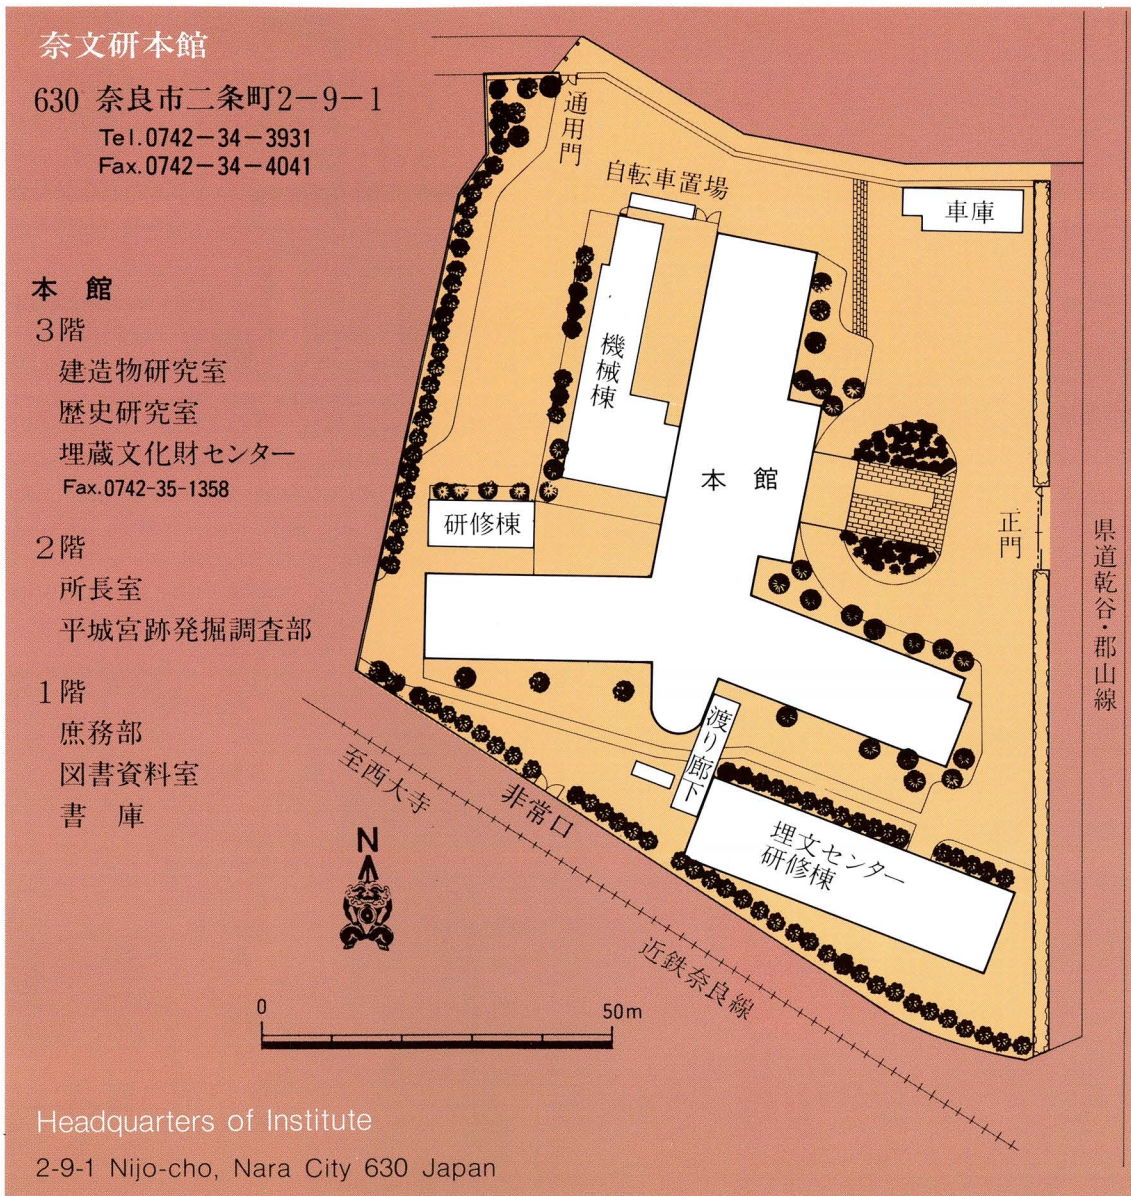 奈文研本館
630 奈良市二条町2－9－1
Tel.0742－34－3931
Fax.0742－34－4041
本　館
3階
建造物研究室
歴史研究室
埋蔵文化財センター
Fax.0742-35-1358
2階
所長室
平城宮跡発掘調査部
1階
庶務部
図書資料室
書　庫
通用門
自転車置場
車庫
機械棟
本　館
研修棟
正門
県道乾谷・郡山線
渡り廊下
至西大寺
非常口
埋文センター
研修棟
近鉄奈良線
N
0
50m
Headquarters of Institute
2-9-1 Nijo-cho, Nara City 630 Japan